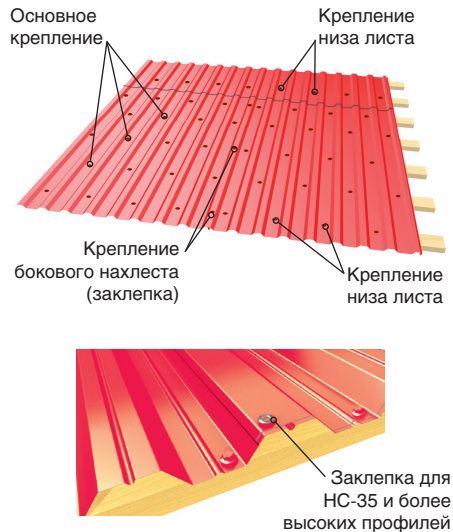 Основное
крепление
Крепление
низа листа
Крепление
бокового нахлеста
(заклепка)
Крепление
низа листа
Заклепка для
НС-35 и более
высоких профилей